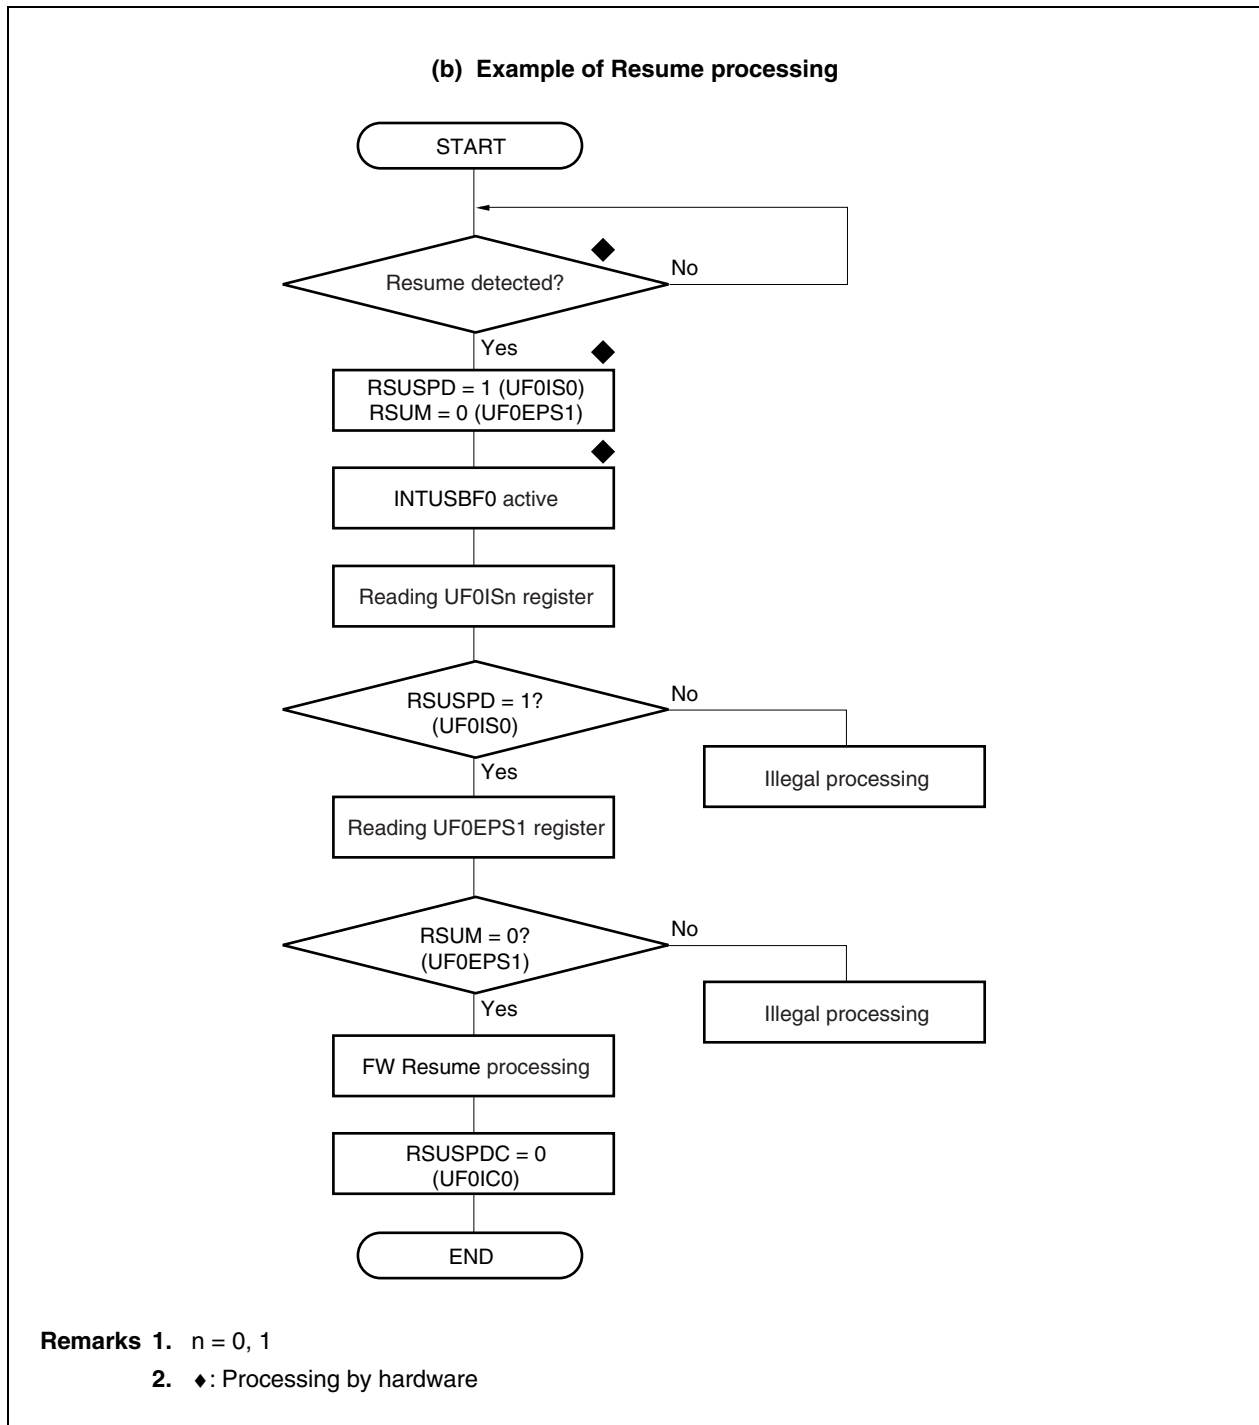 (b) Example of Resume processing
START
Resume detected?
No
Yes
RSUSPD = 1 (UF0IS0)
RSUM = 0 (UF0EPS1)
INTUSBF0 active
Reading UF0ISn register
RSUSPD = 1?
(UF0IS0)
No
Yes
Illegal processing
Reading UF0EPS1 register
RSUM = 0?
(UF0EPS1)
No
Yes
Illegal processing
FW Resume processing
RSUSPDC = 0
(UF0IC0)
END
Remarks 1. n = 0, 1
2. ♦: Processing by hardware